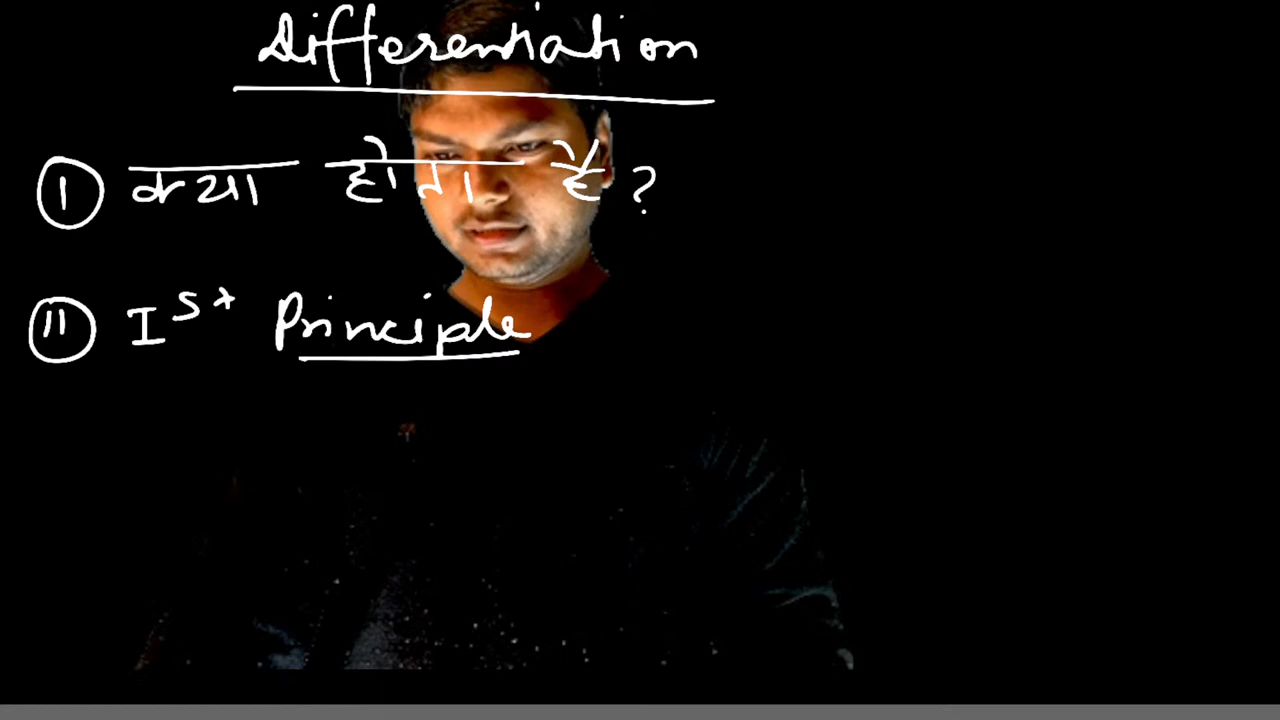 Differentiation
① क्या होता है ?
⑪ Ist Principle